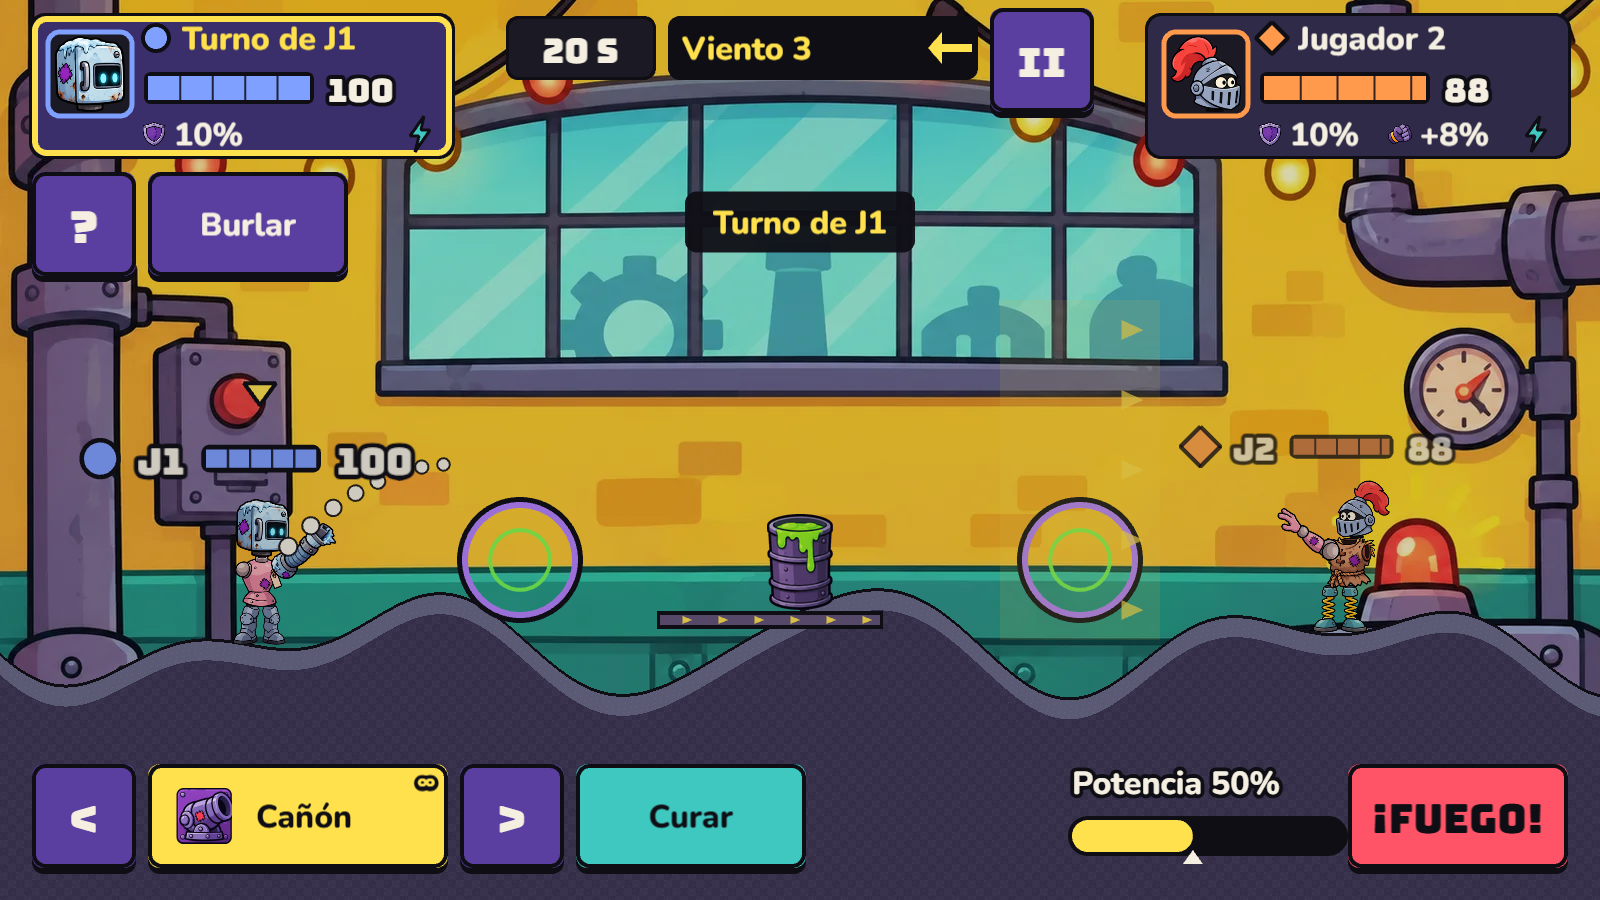 Turno de J1
100
10%
20 S
Viento 3
II
Jugador 2
88
10%
+8%
?
Burlar
Turno de J1
J1
100
J2
88
<
Cañón
∞
>
Curar
Potencia 50%
¡FUEGO!